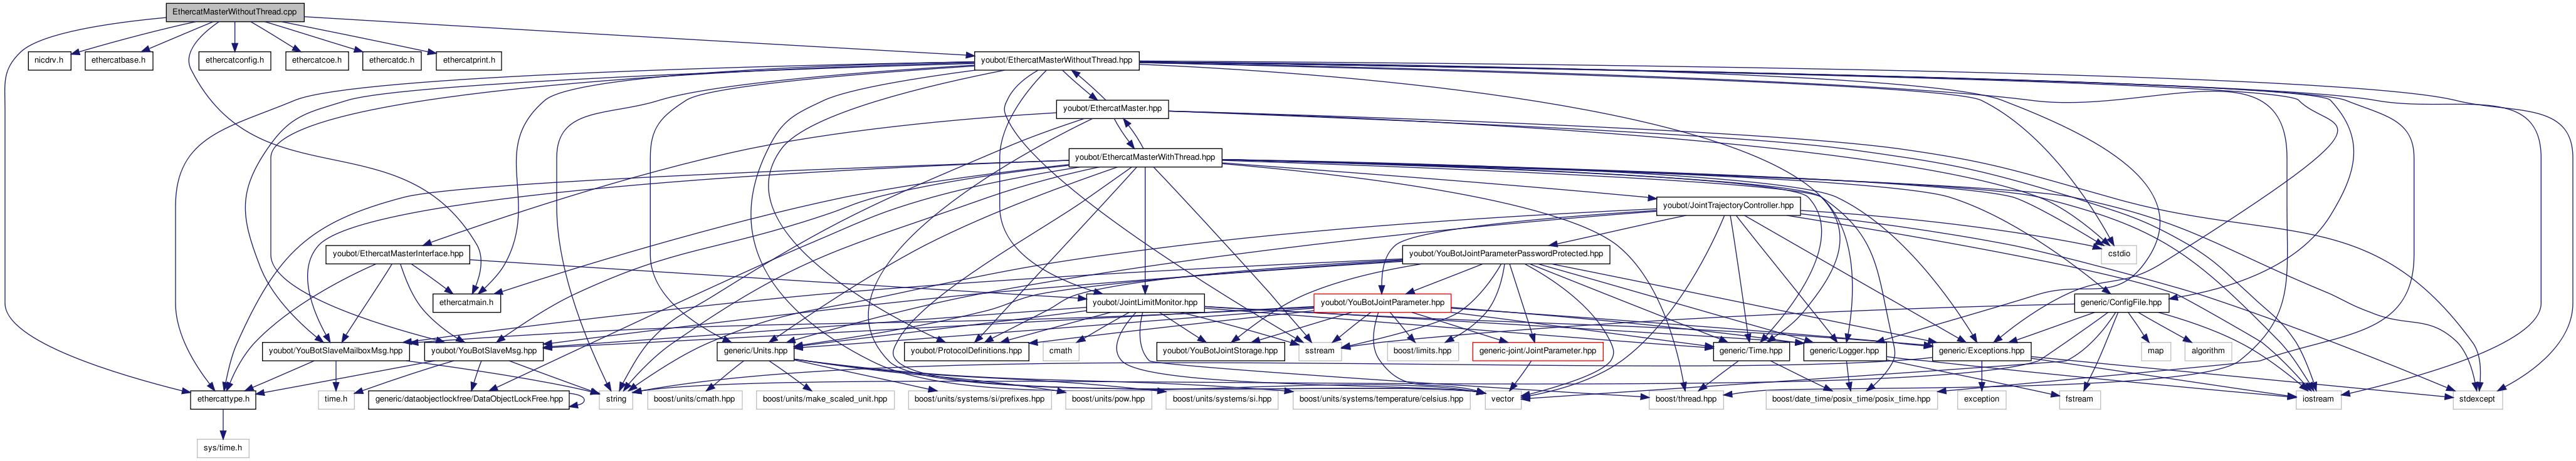 EthercatMasterWithoutThread.cpp
nicdrv.h
ethercatbase.h
ethercatconfig.h
ethercatcoe.h
ethercatdc.h
ethercatprint.h
youbot/EthercatMasterWithoutThread.hpp
youbot/EthercatMaster.hpp
youbot/EthercatMasterWithThread.hpp
youbot/JointTrajectoryController.hpp
youbot/EthercatMasterInterface.hpp
youbot/YouBotJointParameterPasswordProtected.hpp
cstdio
ethercatmain.h
youbot/JointLimitMonitor.hpp
youbot/YouBotJointParameter.hpp
generic/ConfigFile.hpp
youbot/YouBotSlaveMailboxMsg.hpp
youbot/YouBotSlaveMsg.hpp
generic/Units.hpp
youbot/ProtocolDefinitions.hpp
cmath
youbot/YouBotJointStorage.hpp
sstream
boost/limits.hpp
generic-joint/JointParameter.hpp
generic/Time.hpp
generic/Logger.hpp
generic/Exceptions.hpp
map
algorithm
ethercattype.h
time.h
generic/dataobjectlockfree/DataObjectLockFree.hpp
string
boost/units/cmath.hpp
boost/units/make_scaled_unit.hpp
boost/units/systems/si/prefixes.hpp
boost/units/pow.hpp
boost/units/systems/si.hpp
boost/units/systems/temperature/celsius.hpp
vector
boost/thread.hpp
boost/date_time/posix_time/posix_time.hpp
exception
fstream
iostream
stdexcept
sys/time.h